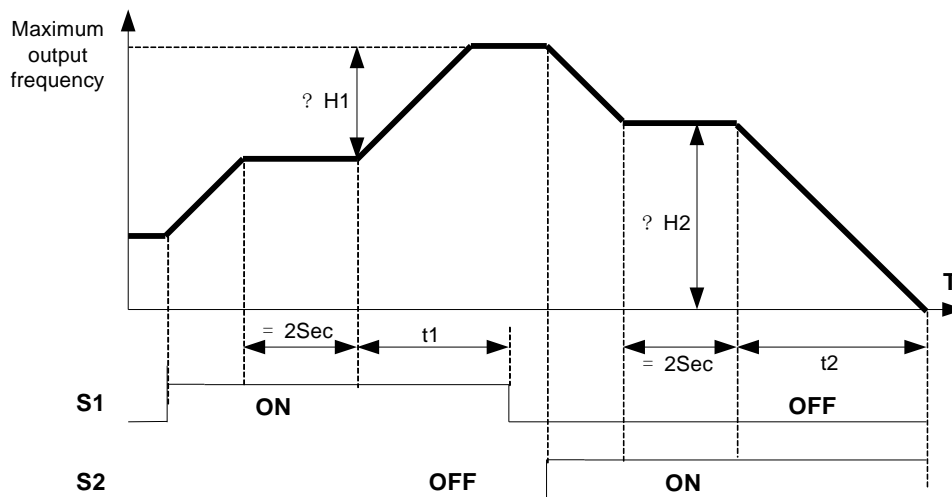 Maximum
output
frequency
? H1
? H2
T
= 2Sec
t1
= 2Sec
t2
S1
ON
OFF
S2
OFF
ON